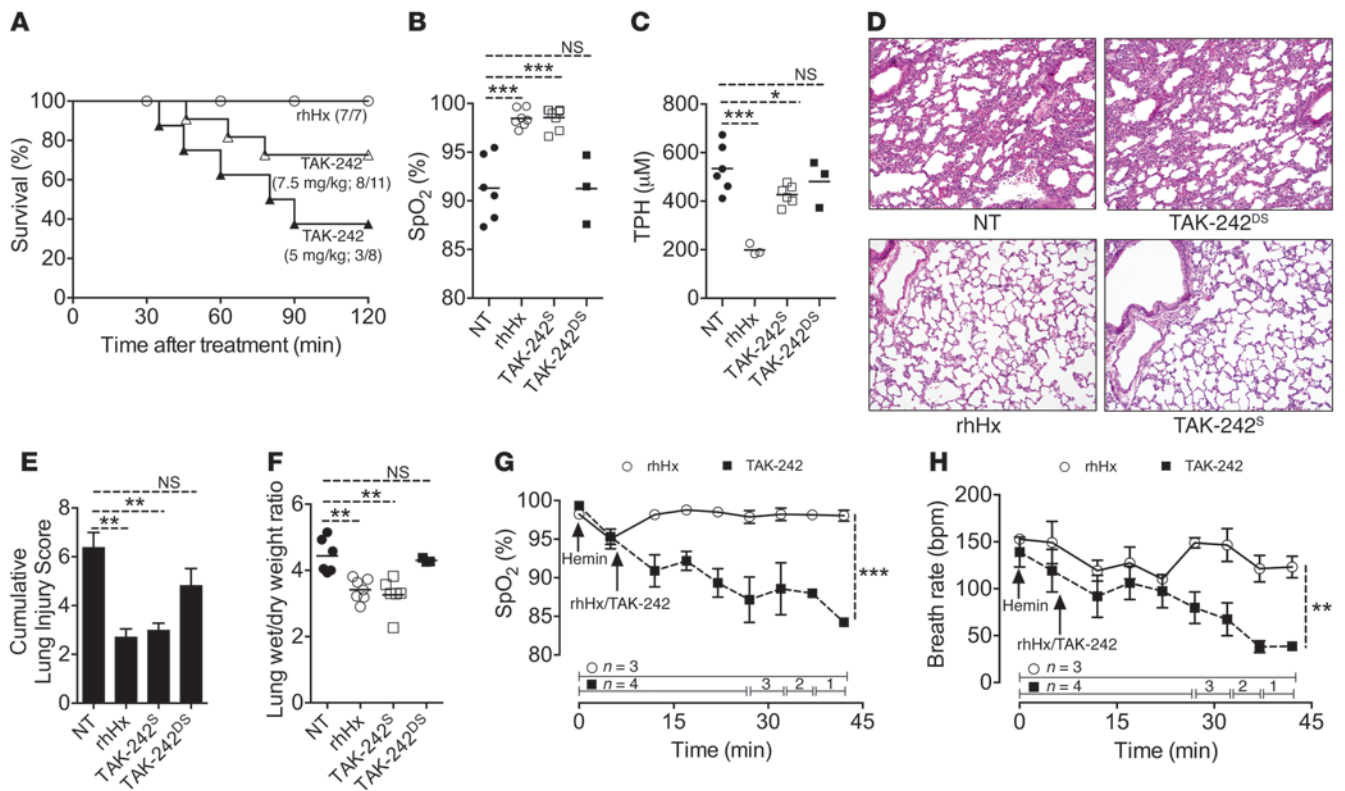 A
Survival (%)
100
80
60
40
20
0
rhHx (7/7)
TAK-242
(7.5 mg/kg; 8/11)
TAK-242
(5 mg/kg; 3/8)
0 30 60 90 120
Time after treatment (min)
B
NS
***
***
SpO2 (%)
100
95
90
85
80
NT
rhHx
TAK-242S
TAK-242DS
C
NS
*
***
TPH (µM)
800
600
400
200
0
NT
rhHx
TAK-242S
TAK-242DS
D
NT
TAK-242DS
rhHx
TAK-242S
E
NS
**
**
Cumulative
Lung Injury Score
8
6
4
2
0
NT
rhHx
TAK-242S
TAK-242DS
F
NS
**
**
Lung wet/dry weight ratio
6
4
2
0
NT
rhHx
TAK-242S
TAK-242DS
G
rhHx TAK-242
SpO2 (%)
100
95
90
85
80
Hemin
rhHx/TAK-242
***
n = 3
n = 4 3 2 1
0 15 30 45
Time (min)
H
rhHx TAK-242
Breath rate (bpm)
200
150
100
50
0
Hemin
rhHx/TAK-242
**
n = 3
n = 4 3 2 1
0 15 30 45
Time (min)